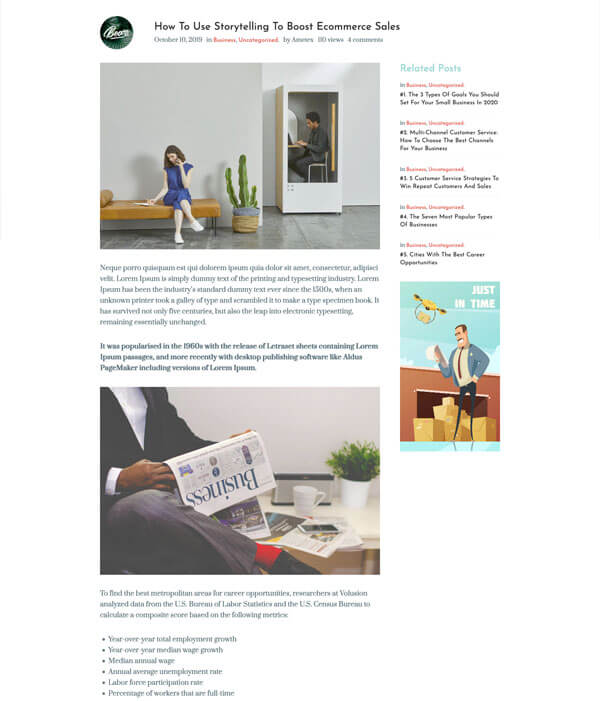 Bears
How To Use Storytelling To Boost Ecommerce Sales
October 10, 2019 in Business, Uncategorized. by Ametex 110 views 4 comments
Related Posts
In Business, Uncategorized.
#1. The 3 Types Of Goals You Should
Set For Your Small Business In 2020
In Business, Uncategorized.
#2. Multi-Channel Customer Service:
How To Choose The Best Channels
For Your Business
In Business, Uncategorized.
#3. 5 Customer Service Strategies To
Win Repeat Customers And Sales
In Business, Uncategorized.
#4. The Seven Most Popular Types
Of Businesses
In Business, Uncategorized.
#5. Cities With The Best Career
Opportunities
JUST
IN TIME
Neque porro quisquam est qui dolorem ipsum quia dolor sit amet, consectetur, adipisci
velit. Lorem Ipsum is simply dummy text of the printing and typesetting industry. Lorem
Ipsum has been the industry's standard dummy text ever since the 1500s, when an
unknown printer took a galley of type and scrambled it to make a type specimen book. It
has survived not only five centuries, but also the leap into electronic typesetting,
remaining essentially unchanged.
It was popularised in the 1960s with the release of Letraset sheets containing Lorem
Ipsum passages, and more recently with desktop publishing software like Aldus
PageMaker including versions of Lorem Ipsum.
Business
To find the best metropolitan areas for career opportunities, researchers at Volusion
analyzed data from the U.S. Bureau of Labor Statistics and the U.S. Census Bureau to
calculate a composite score based on the following metrics:
Year-over-year total employment growth
Year-over-year median wage growth
Median annual wage
Annual average unemployment rate
Labor force participation rate
Percentage of workers that are full-time